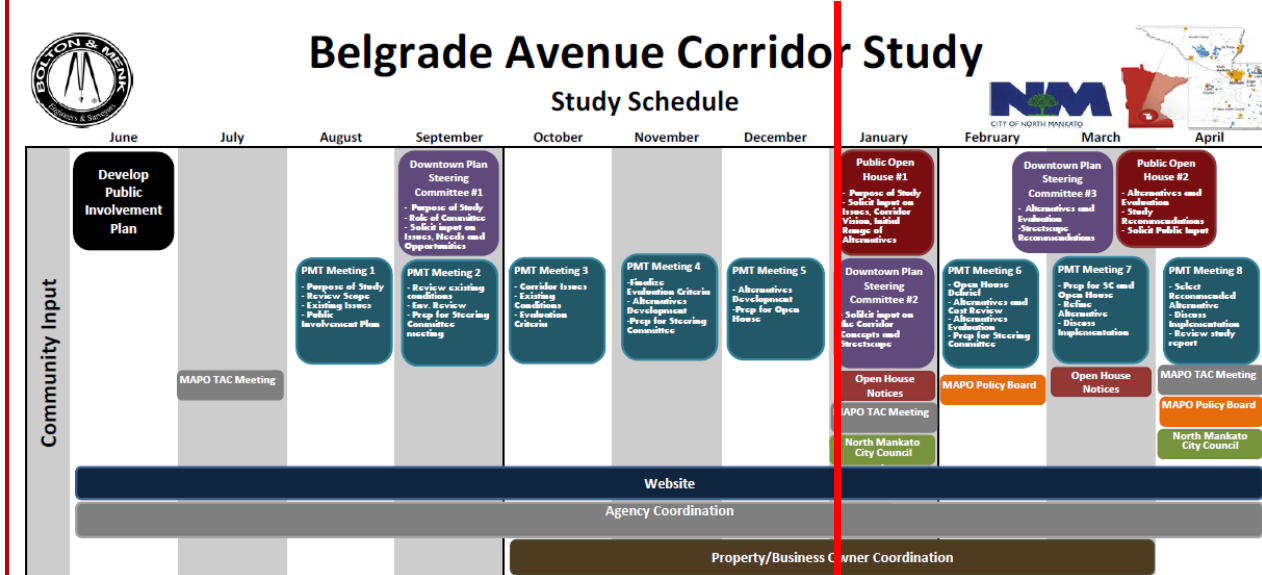 Belgrade Avenue Corridor Study
Study Schedule
BOLTON & MENK
Engineers & Surveyors
NM
CITY OF NORTH MANKATO
June
July
August
September
October
November
December
January
February
March
April
Community Input
Develop
Public
Involvement
Plan
Downtown Plan
Steering
Committee #1
- Purpose of Study
- Role of Committee
- Solicit input on
Issues, Needs and
Opportunities
Public Open
House #1
- Purpose of Study
- Solicit Input on
Issues, Corridor
Vision, Initial
Range of
Alternatives
Downtown Plan
Steering
Committee #3
- Alternatives and
Evaluation
-Streetscape
Recommendations
Public Open
House #2
- Alternatives and
Evaluation
- Study
Recommendations
- Solicit Public Input
PMT Meeting 1
- Purpose of Study
- Review Scope
- Existing Issues
- Public
Involvement Plan
PMT Meeting 2
- Review existing
conditions
- Env. Review
- Prep for Steering
Committee
meeting
PMT Meeting 3
- Corridor Issues
- Existing
Conditions
- Evaluation
Criteria
PMT Meeting 4
-Finalize
Evaluation Criteria
- Alternatives
Development
-Prep for Steering
Committee
PMT Meeting 5
- Alternatives
Development
-Prep for Open
House
Downtown Plan
Steering
Committee #2
- Solicit input on
the Corridor
Concepts and
Streetscape
PMT Meeting 6
- Open House
Debrief
- Alternatives and
Cost Review
- Alternatives
Evaluation
- Prep for Steering
Committee
PMT Meeting 7
- Prep for SC and
Open House
- Refine
Alternative
- Discuss
Implementation
PMT Meeting 8
- Select
Recommended
Alternative
- Discuss
Implementation
- Review study
report
MAPO TAC Meeting
Open House
Notices
MAPO TAC Meeting
North Mankato
City Council
MAPO Policy Board
Open House
Notices
MAPO TAC Meeting
MAPO Policy Board
North Mankato
City Council
Website
Agency Coordination
Property/Business Owner Coordination